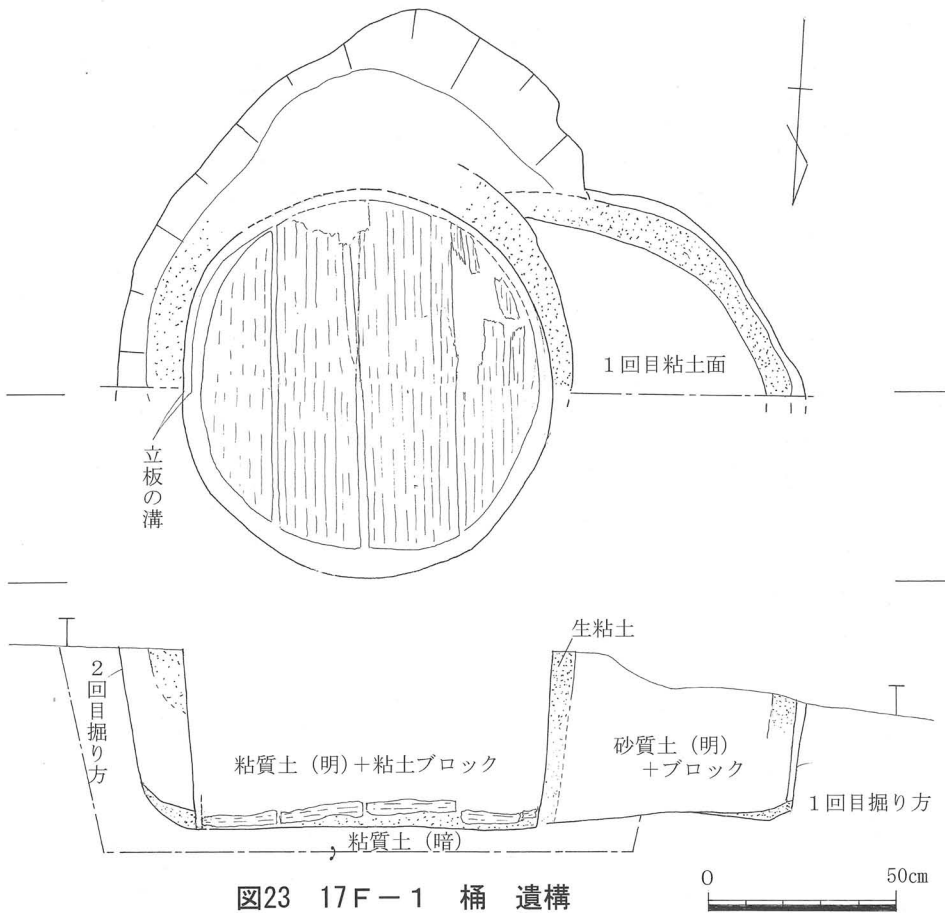 1回目粘土面
立板の溝
生粘土
2回目掘り方
粘質土（明）+粘土ブロック
砂質土（明）
+ブロック
1回目掘り方
粘質土（暗）
0 50cm
図23 17F－1 桶 遺構